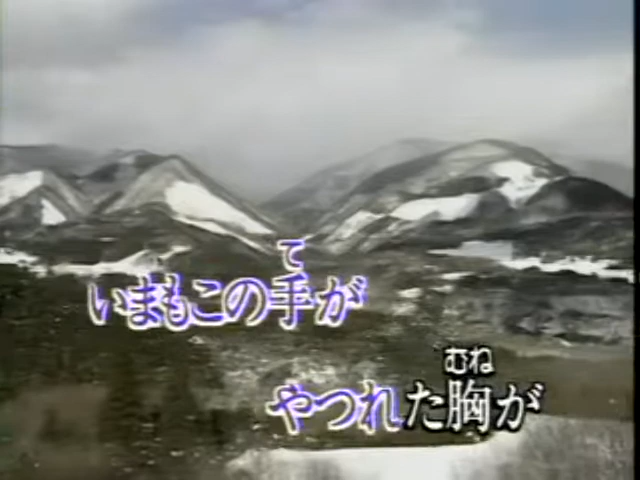 て
いまもこの手が
むね
やつれた胸が